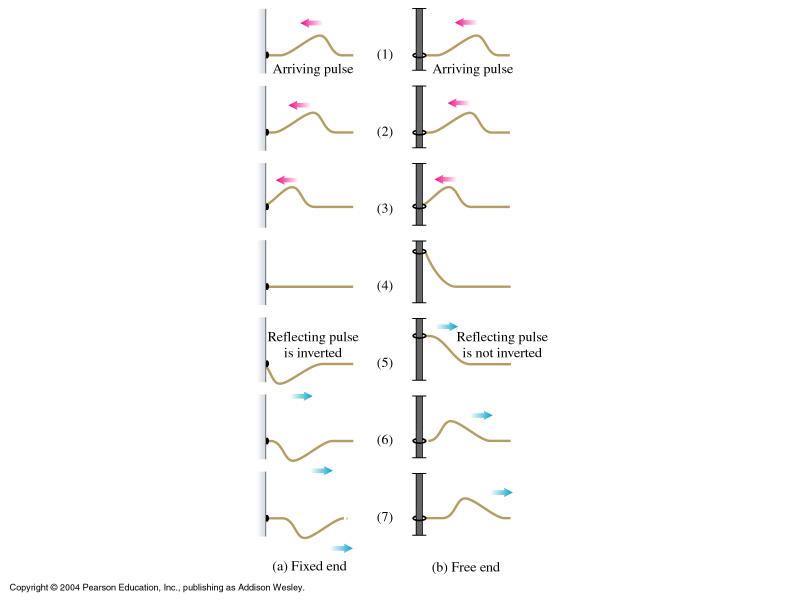 (1)
Arriving pulse
Arriving pulse
(2)
(3)
(4)
Reflecting pulse
is inverted
(5)
Reflecting pulse
is not inverted
(6)
(7)
(a) Fixed end
(b) Free end
Copyright © 2004 Pearson Education, Inc., publishing as Addison Wesley.